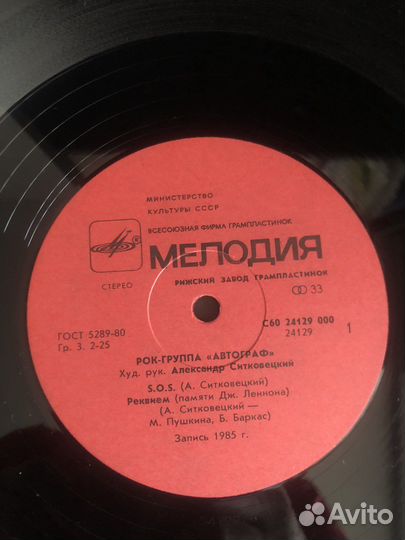 МИНИСТЕРСТВО
КУЛЬТУРЫ СССР
ВСЕСОЮЗНАЯ ФИРМА ГРАМПЛАСТИНОК
МЕЛОДИЯ
СТЕРЕО
РИЖСКИЙ ЗАВОД ГРАМПЛАСТИНОК
33
ГОСТ 5289-80
Гр. 3. 2-25
С60 24129 000
24129
1
РОК-ГРУППА «АВТОГРАФ»
Худ. рук. Александр Ситковецкий
S.O.S. (А. Ситковецкий)
Реквием (памяти Дж. Леннона)
(А. Ситковецкий —
М. Пушкина, Б. Баркас)
Запись 1985 г.
Avito